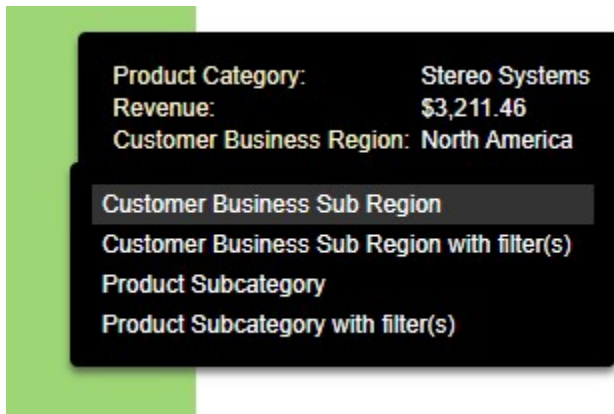 Product Category: Stereo Systems
Revenue: $3,211.46
Customer Business Region: North America
Customer Business Sub Region
Customer Business Sub Region with filter(s)
Product Subcategory
Product Subcategory with filter(s)